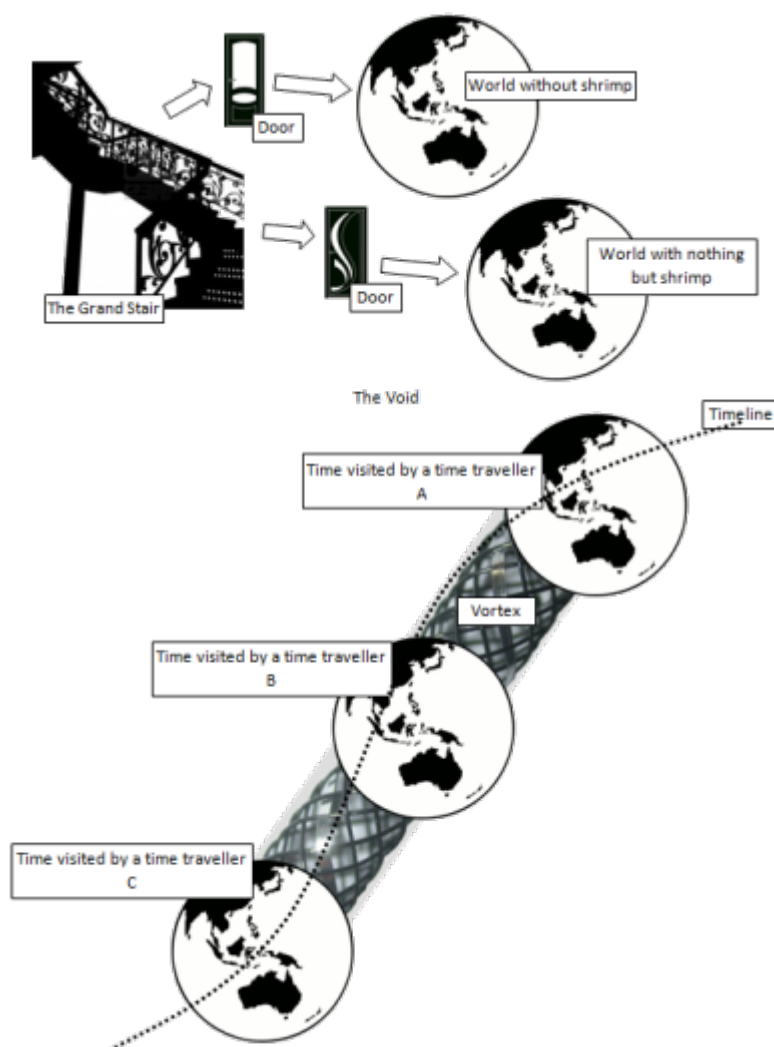 Door
World without shrimp
Door
World with nothing
but shrimp
The Grand Stair
The Void
Timeline
Time visited by a time traveller
A
Vortex
Time visited by a time traveller
B
Time visited by a time traveller
C